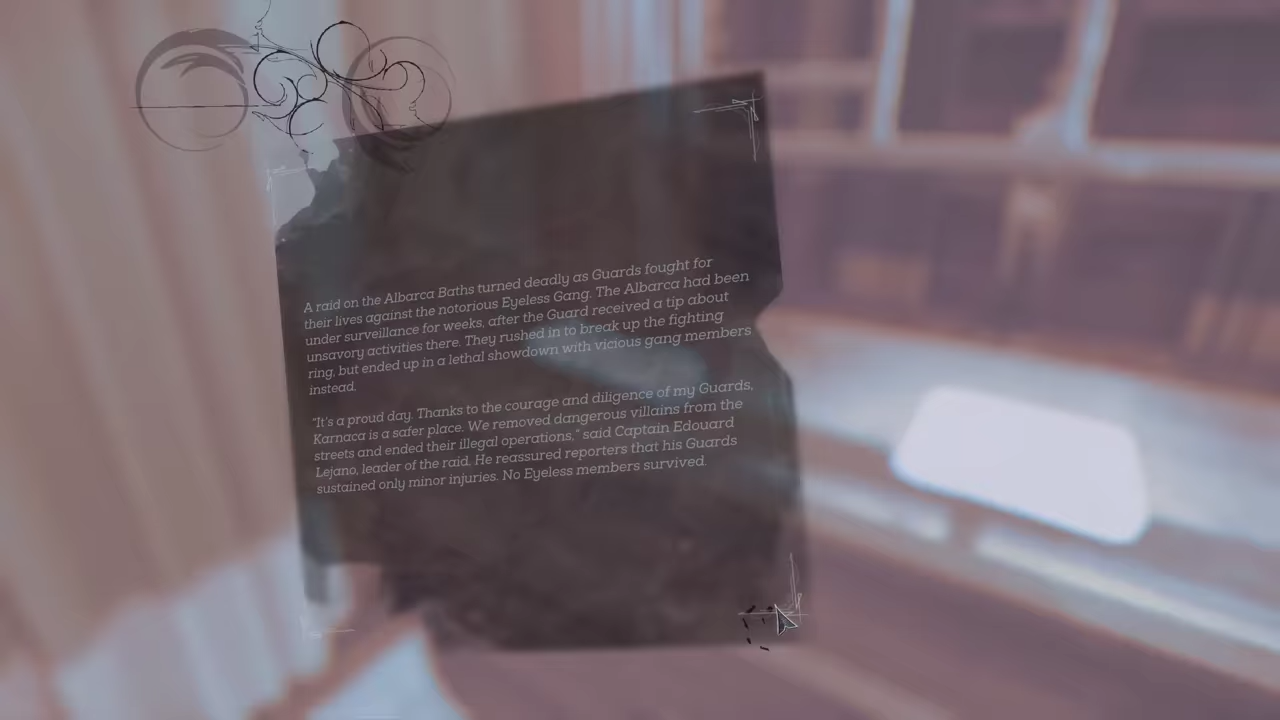 A raid on the Albarca Baths turned deadly as Guards fought for
their lives against the notorious Eyeless Gang. The Albarca had been
under surveillance for weeks, after the Guard received a tip about
unsavory activities there. They rushed in to break up the fighting
ring, but ended up in a lethal showdown with vicious gang members
instead.
"It's a proud day. Thanks to the courage and diligence of my Guards,
Karnaca is a safer place. We removed dangerous villains from the
streets and ended their illegal operations," said Captain Edouard
Lejano, leader of the raid. He reassured reporters that his Guards
sustained only minor injuries. No Eyeless members survived.